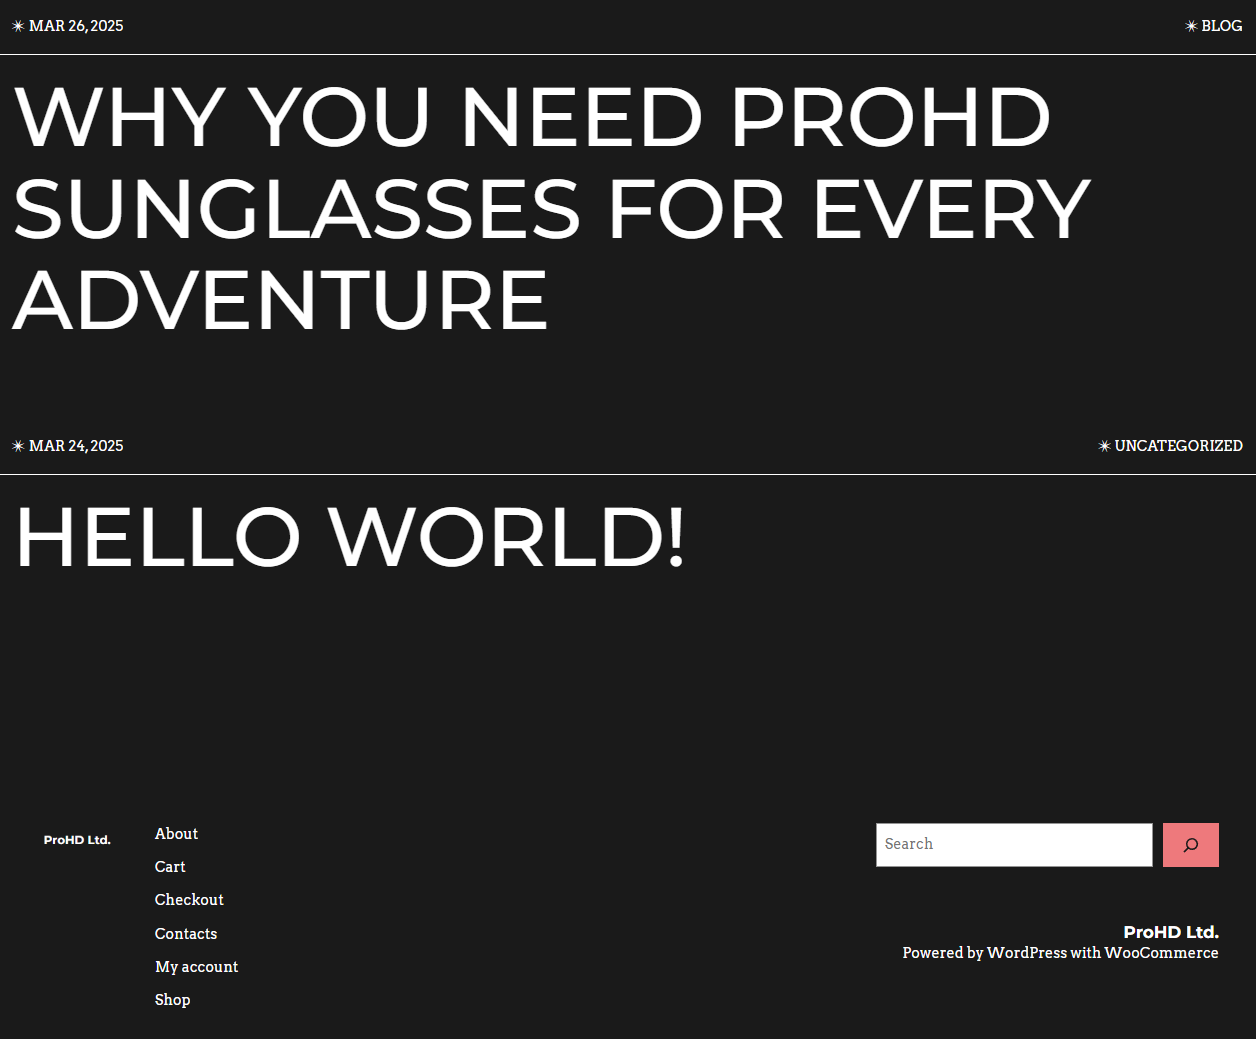 ✴ MAR 26, 2025
✴ BLOG
WHY YOU NEED PROHD
SUNGLASSES FOR EVERY
ADVENTURE
✴ MAR 24, 2025
✴ UNCATEGORIZED
HELLO WORLD!
ProHD Ltd.
About
Cart
Checkout
Contacts
My account
Shop
Search
ProHD Ltd.
Powered by WordPress with WooCommerce